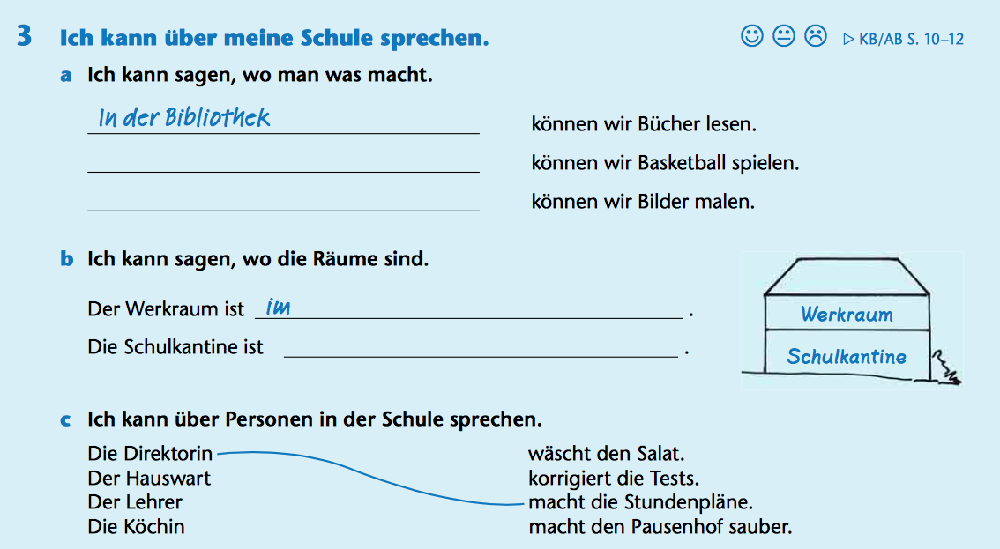 3 Ich kann über meine Schule sprechen. ▷ KB/AB S. 10–12
a Ich kann sagen, wo man was macht.
In der Bibliothek können wir Bücher lesen.
können wir Basketball spielen.
können wir Bilder malen.
b Ich kann sagen, wo die Räume sind.
Der Werkraum ist im .
Die Schulkantine ist .
Werkraum
Schulkantine
c Ich kann über Personen in der Schule sprechen.
Die Direktorin wäscht den Salat.
Der Hauswart korrigiert die Tests.
Der Lehrer macht die Stundenpläne.
Die Köchin macht den Pausenhof sauber.